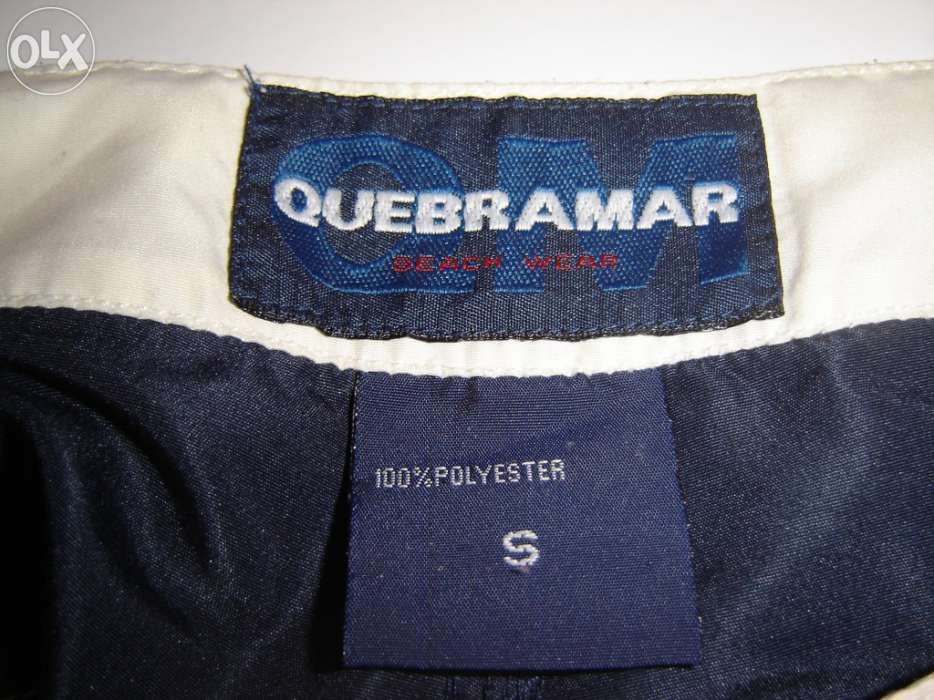 OLX
QM
QUEBRAMAR
BEACH WEAR
100%POLYESTER
S